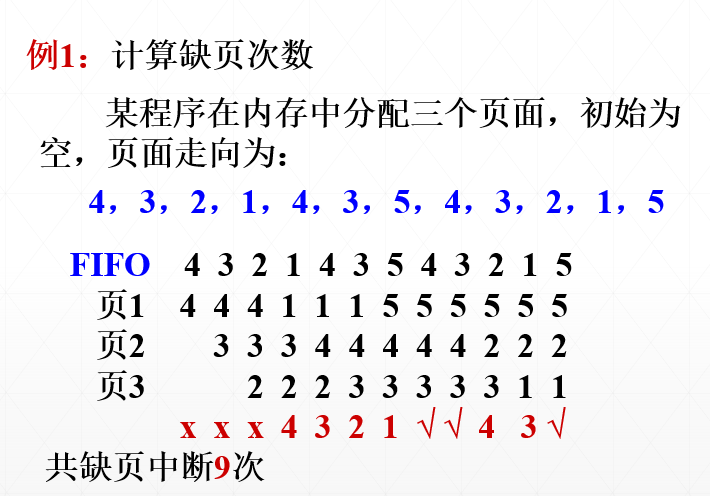 例1：计算缺页次数
某程序在内存中分配三个页面，初始为
空，页面走向为：
4，3，2，1，4，3，5，4，3，2，1，5
FIFO 4 3 2 1 4 3 5 4 3 2 1 5
页1 4 4 4 1 1 1 5 5 5 5 5 5
页2 3 3 3 4 4 4 4 4 2 2 2
页3 2 2 2 3 3 3 3 3 1 1
x x x 4 3 2 1 √ √ 4 3 √
共缺页中断9次